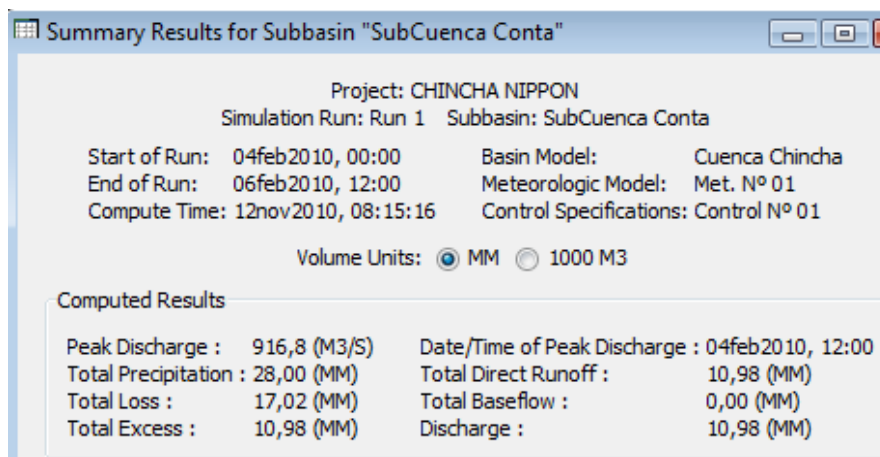 Summary Results for Subbasin "SubCuenca Conta"
Project: CHINCHA NIPPON
Simulation Run: Run 1 Subbasin: SubCuenca Conta
Start of Run: 04feb2010, 00:00 Basin Model: Cuenca Chincha
End of Run: 06feb2010, 12:00 Meteorologic Model: Met. Nº 01
Compute Time: 12nov2010, 08:15:16 Control Specifications: Control Nº 01
Volume Units: MM 1000 M3
Computed Results
Peak Discharge : 916,8 (M3/S) Date/Time of Peak Discharge : 04feb2010, 12:00
Total Precipitation : 28,00 (MM) Total Direct Runoff : 10,98 (MM)
Total Loss : 17,02 (MM) Total Baseflow : 0,00 (MM)
Total Excess : 10,98 (MM) Discharge : 10,98 (MM)